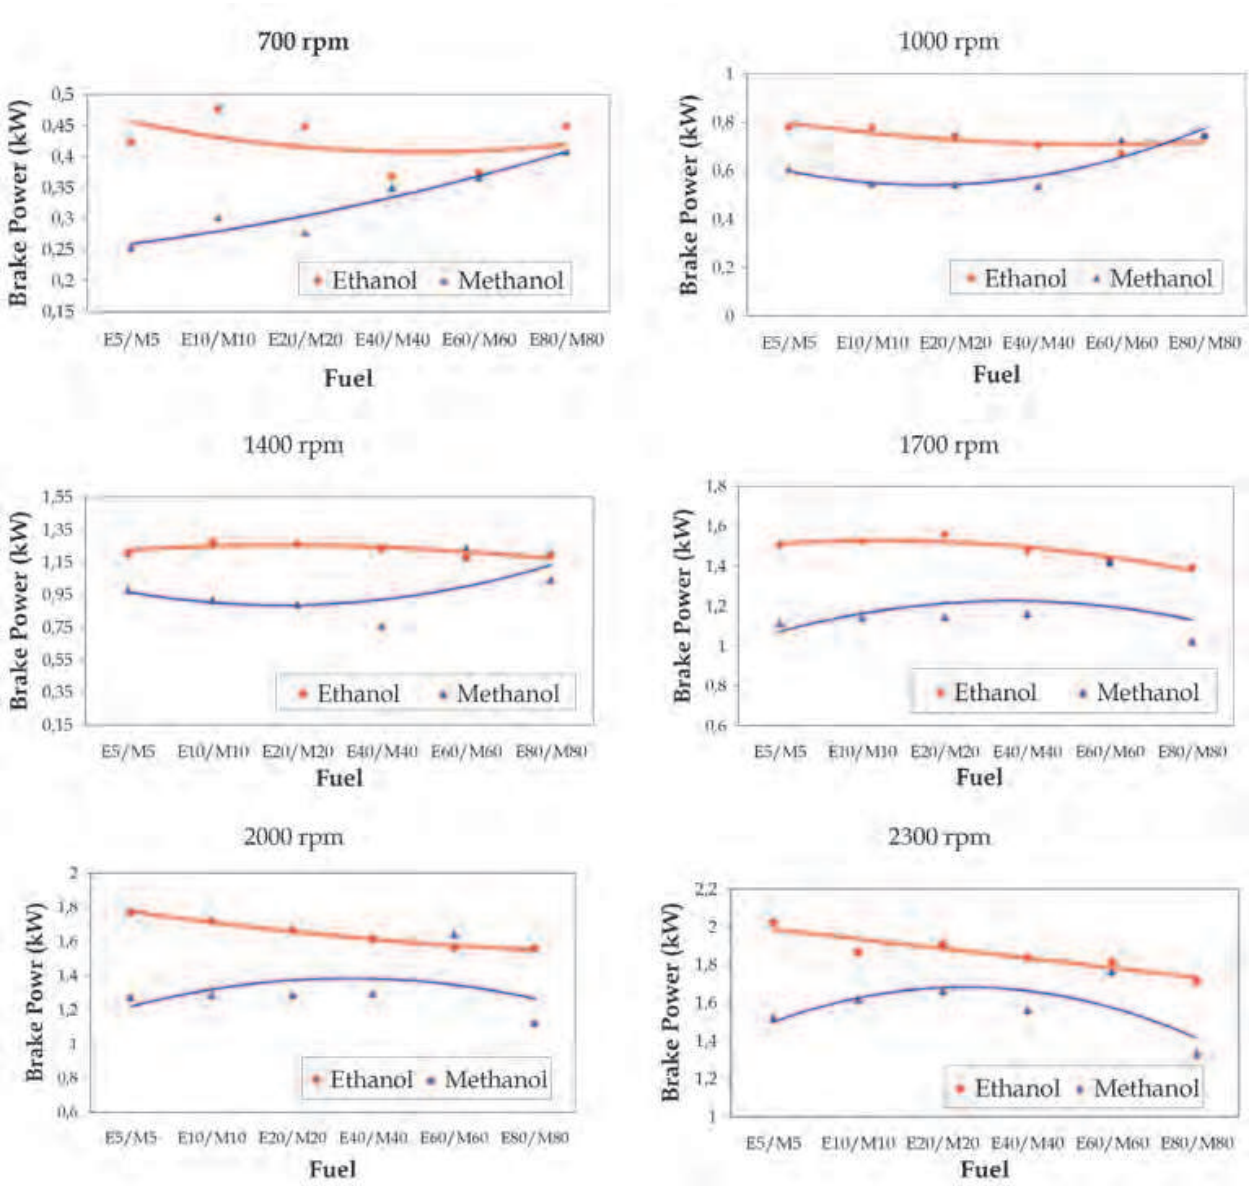 700 rpm
Brake Power (kW)
0,5
0,45
0,4
0,35
0,3
0,25
0,2
0,15
Ethanol Methanol
E5/M5 E10/M10 E20/M20 E40/M40 E60/M60 E80/M80
Fuel
1000 rpm
Brake Power (kW)
1
0,8
0,6
0,4
0,2
0
Ethanol Methanol
E5/M5 E10/M10 E20/M20 E40/M40 E60/M60 E80/M80
Fuel
1400 rpm
Brake Power (kW)
1,55
1,35
1,15
0,95
0,75
0,55
0,35
0,15
Ethanol Methanol
E5/M5 E10/M10 E20/M20 E40/M40 E60/M60 E80/M80
Fuel
1700 rpm
Brake Power (kW)
1,8
1,6
1,4
1,2
1
0,8
0,6
Ethanol Methanol
E5/M5 E10/M10 E20/M20 E40/M40 E60/M60 E80/M80
Fuel
2000 rpm
Brake Powr (kW)
2
1,8
1,6
1,4
1,2
1
0,8
0,6
Ethanol Methanol
E5/M5 E10/M10 E20/M20 E40/M40 E60/M60 E80/M80
Fuel
2300 rpm
Brake Power (kW)
2,2
2
1,8
1,6
1,4
1,2
1
Ethanol Methanol
E5/M5 E10/M10 E20/M20 E40/M40 E60/M60 E80/M80
Fuel